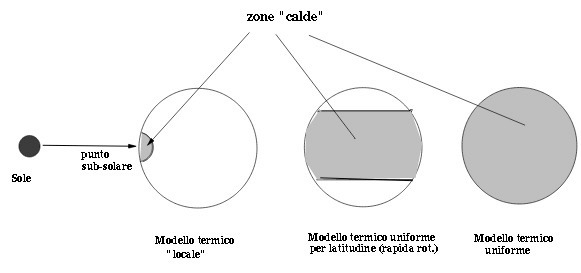 zone "calde"
punto
sub-solare
Sole
Modello termico
"locale"
Modello termico uniforme
per latitudine (rapida rot.)
Modello termico
uniforme